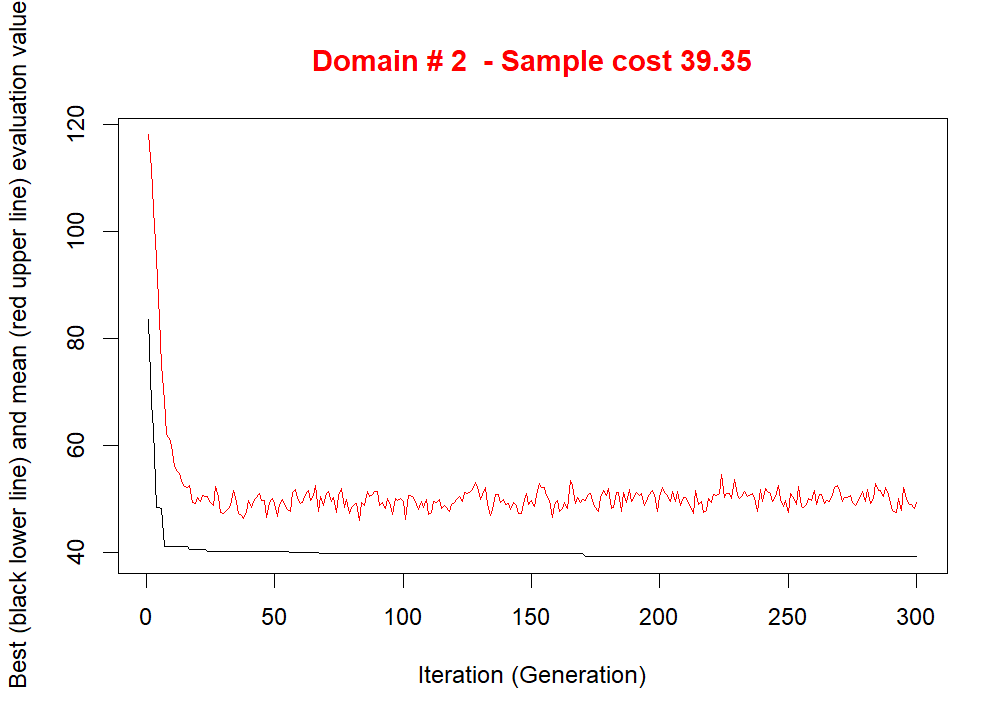 Domain # 2  - Sample cost 39.35
Best (black lower line) and mean (red upper line) evaluation value
120
100
80
60
40
0 50 100 150 200 250 300
Iteration (Generation)